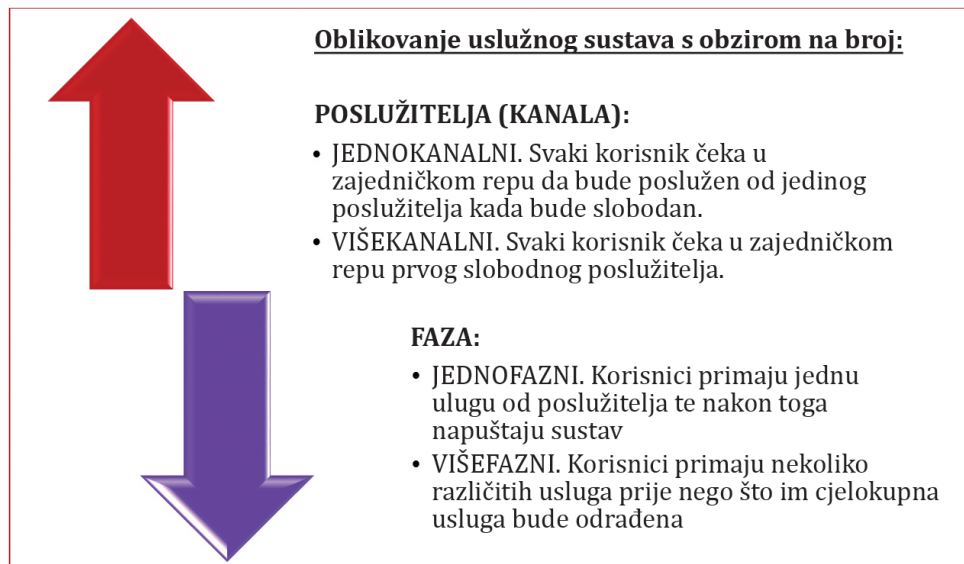 Oblikovanje uslužnog sustava s obzirom na broj:
POSLUŽITELJA (KANALA):
• JEDNOKANALNI. Svaki korisnik čeka u
zajedničkom repu da bude poslužen od jedinog
poslužitelja kada bude slobodan.
• VIŠEKANALNI. Svaki korisnik čeka u zajedničkom
repu prvog slobodnog poslužitelja.
FAZA:
• JEDNOFAZNI. Korisnici primaju jednu
ulugu od poslužitelja te nakon toga
napuštaju sustav
• VIŠEFAZNI. Korisnici primaju nekoliko
različitih usluga prije nego što im cjelokupna
usluga bude odrađena